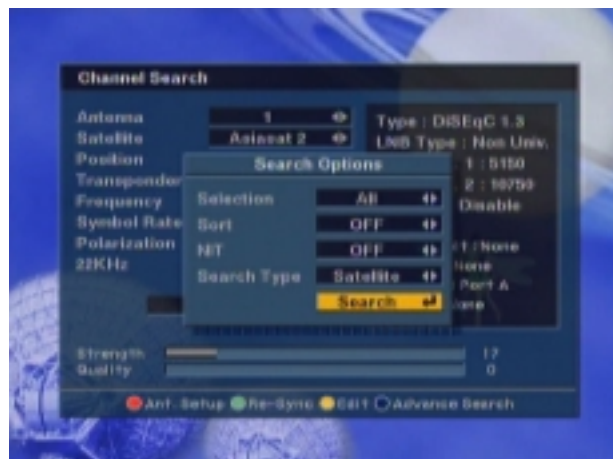 Channel Search
Antenna 1
Satellite Asiasat 2
Position
Transponder
Frequency
Symbol Rate
Polarization
22KHz
Type : DiSEqC 1.3
LNB Type : Non Univ.
1 : 5150
2 : 10750
Disable
: None
None
Port A
Search Options
Selection All
Sort OFF
NIT OFF
Search Type Satellite
Search
Strength 17
Quality 0
Ant. Setup Re-Sync Edit Advance Search